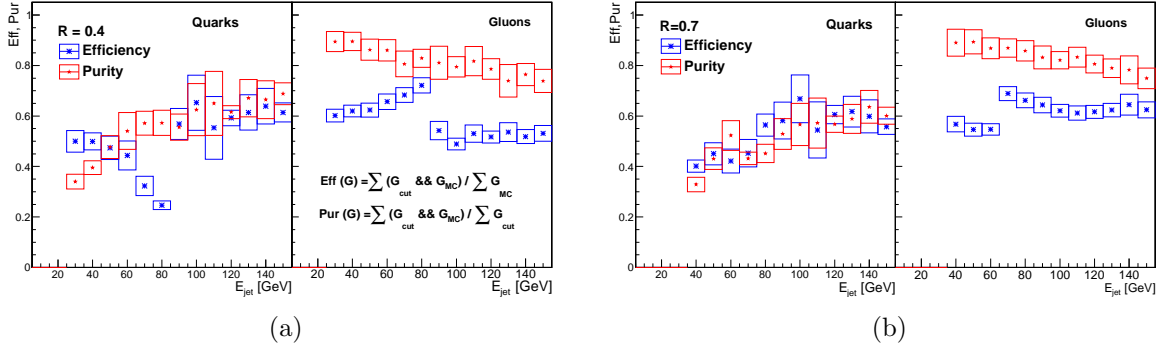 Eff,Pur
1
0.8
0.6
0.4
0.2
0
R = 0.4
Quarks
Efficiency
Purity
Gluons
Eff (G) =∑ (G_cut && G_MC) / ∑ G_MC
Pur (G) =∑ (G_cut && G_MC) / ∑ G_cut
20 40 60 80 100 120 140
20 40 60 80 100 120 140
E_jet [GeV]
E_jet [GeV]
(a)
Eff,Pur
1
0.8
0.6
0.4
0.2
0
R=0.7
Quarks
Efficiency
Purity
Gluons
20 40 60 80 100 120 140
20 40 60 80 100 120 140
E_jet [GeV]
E_jet [GeV]
(b)